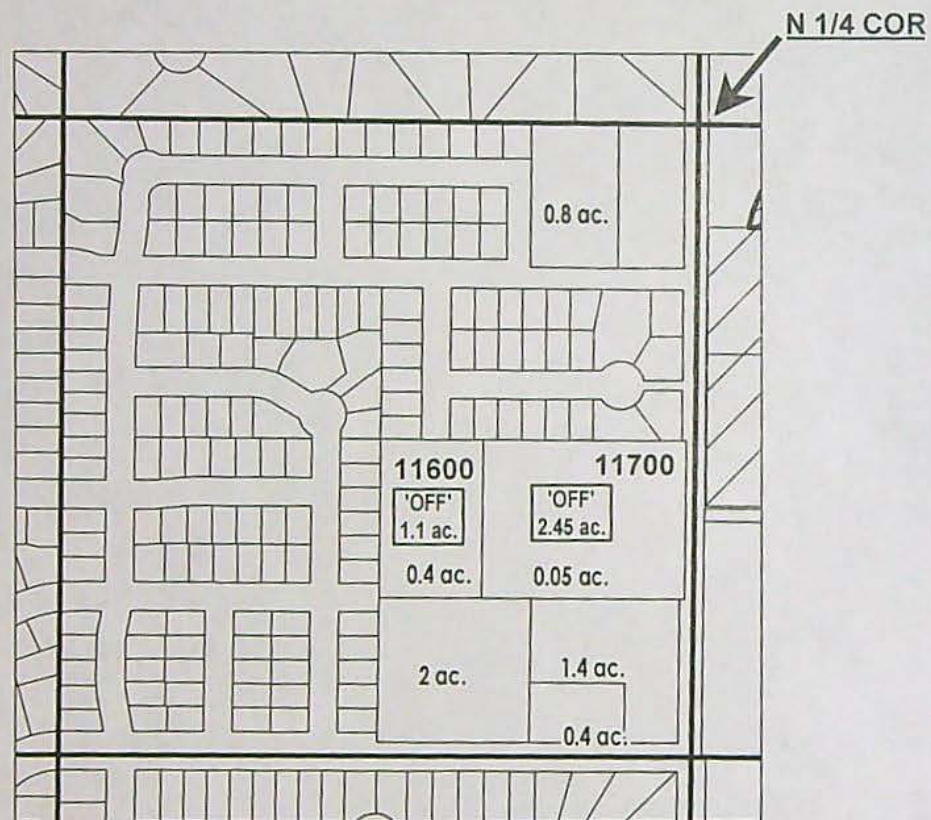 N 1/4 COR
0.8 ac.
11600
11700
'OFF'
1.1 ac.
'OFF'
2.45 ac.
0.4 ac.
0.05 ac.
2 ac.
1.4 ac.
0.4 ac.